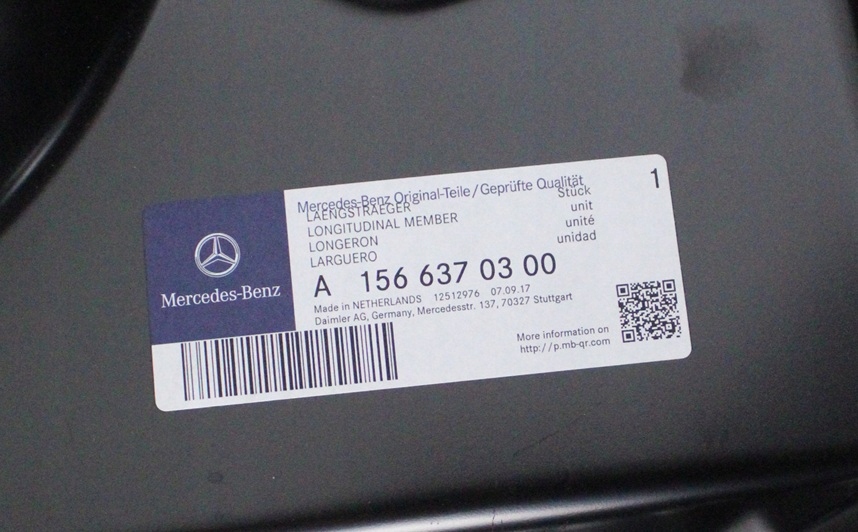 Mercedes-Benz Original-Teile/Geprüfte Qualität
1
LAENGSTRAEGER Stück
LONGITUDINAL MEMBER unit
LONGERON unité
LARGUERO unidad
A 156 637 03 00
Made in NETHERLANDS 12512976 07.09.17
Daimler AG, Germany, Mercedesstr. 137, 70327 Stuttgart
Mercedes-Benz
More information on
http://p.mb-qr.com